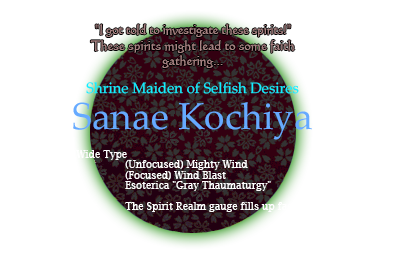 "I got told to investigate these spirits!"
These spirits might lead to some faith
gathering...
Shrine Maiden of Selfish Desires
Sanae Kochiya
Wide Type
(Unfocused) Mighty Wind
(Focused) Wind Blast
Esoterica "Gray Thaumaturgy"
The Spirit Realm gauge fills up